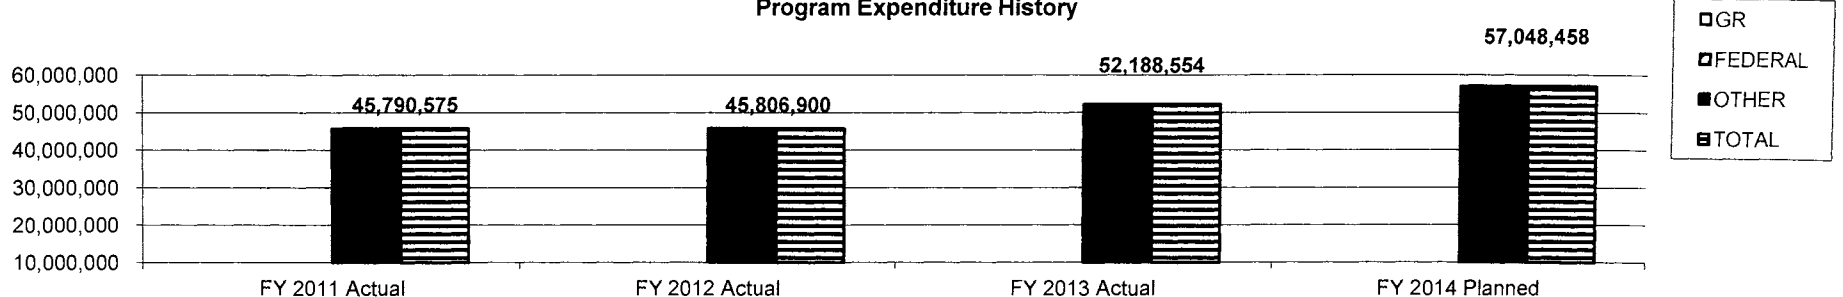 Program Expenditure History
GR
FEDERAL
OTHER
TOTAL
57,048,458
52,188,554
45,790,575
45,806,900
60,000,000
50,000,000
40,000,000
30,000,000
20,000,000
10,000,000
FY 2011 Actual
FY 2012 Actual
FY 2013 Actual
FY 2014 Planned